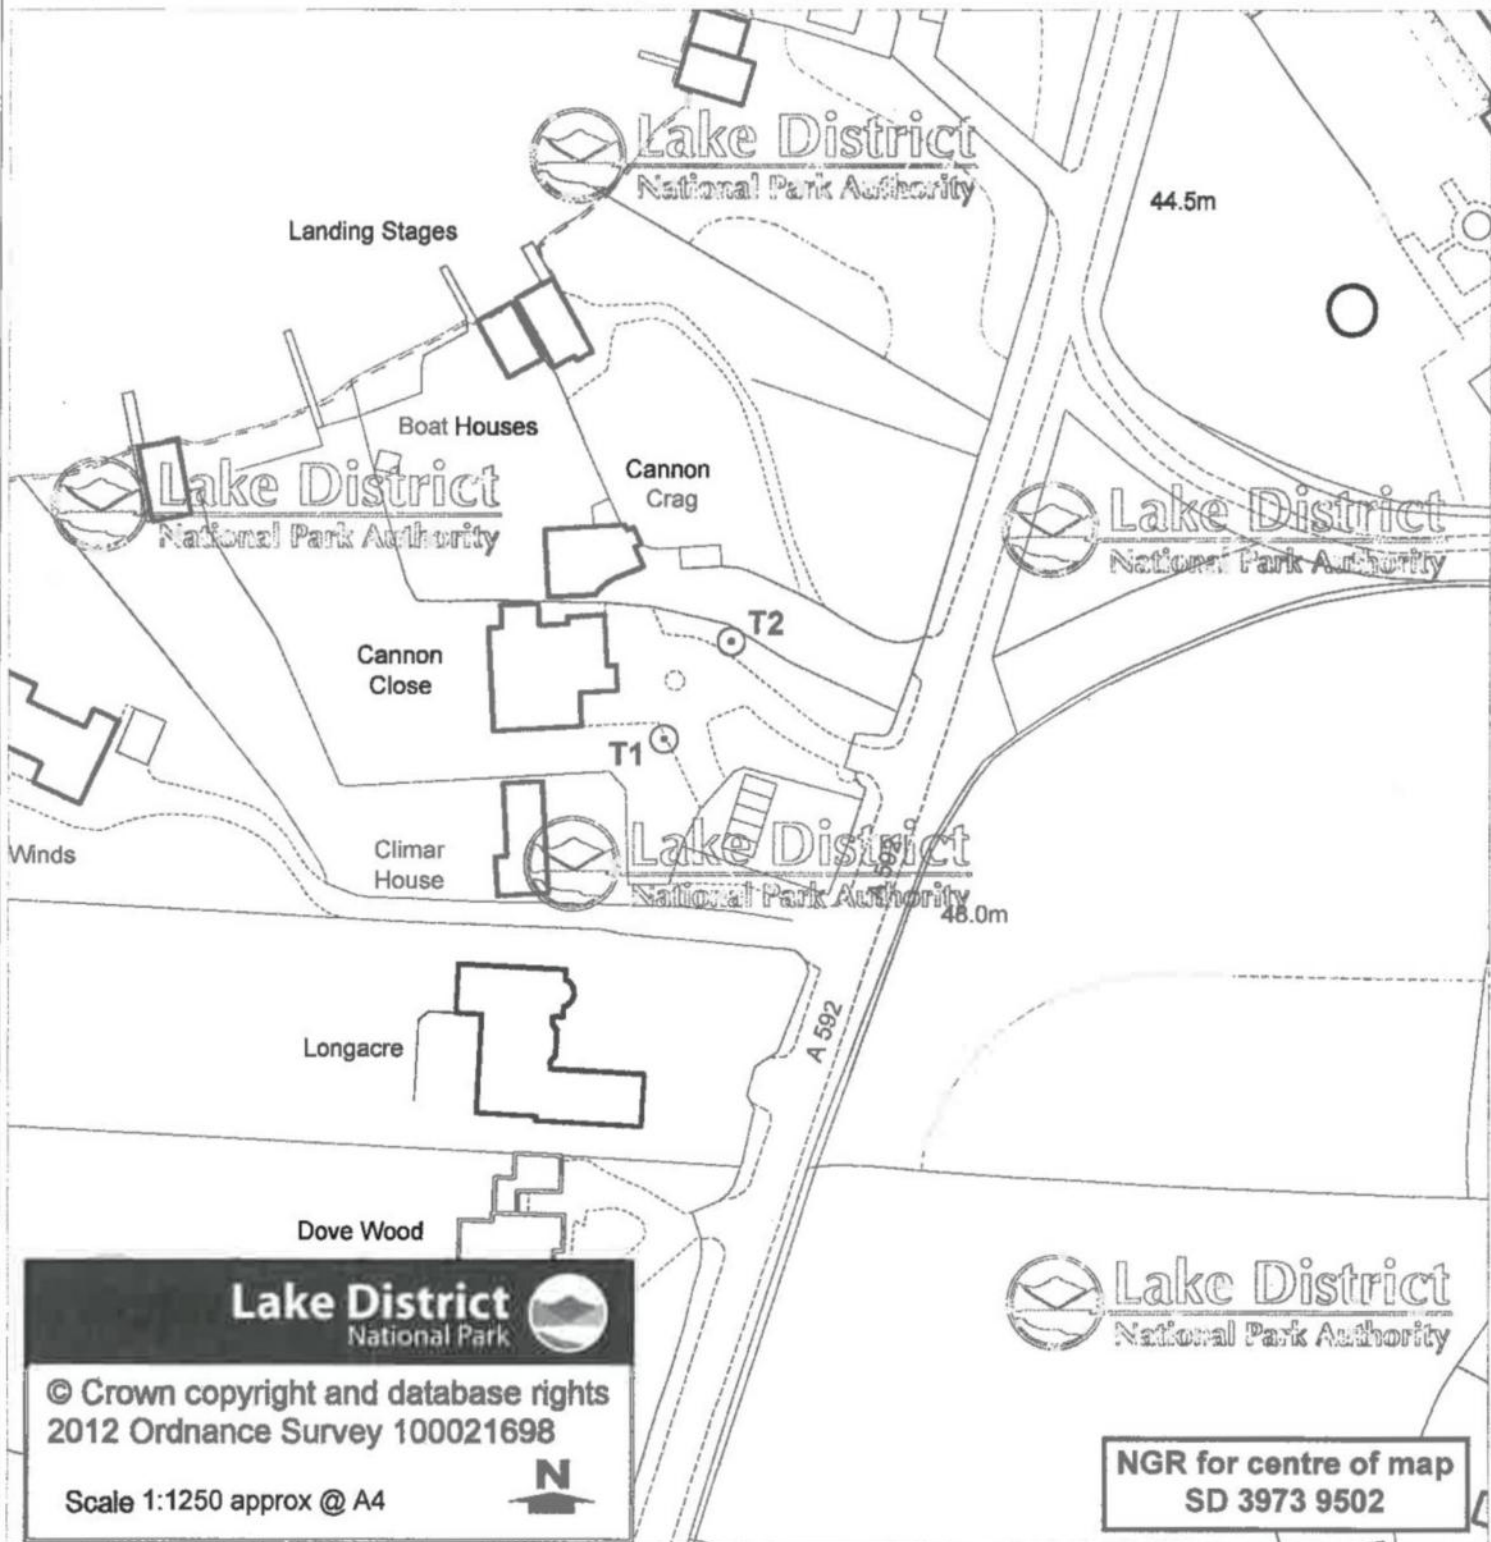 Lake District
National Park Authority
44.5m
Landing Stages
Boat Houses
Cannon
Crag
Lake District
National Park Authority
Lake District
National Park Authority
T2
Cannon
Close
T1
Winds
Climar
House
Lake District
National Park Authority
A 592
48.0m
Longacre
A 592
Dove Wood
Lake District
National Park
Lake District
National Park Authority
© Crown copyright and database rights
2012 Ordnance Survey 100021698
Scale 1:1250 approx @ A4
N
NGR for centre of map
SD 3973 9502